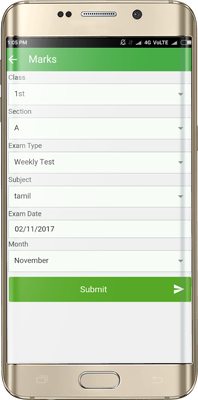 1:05 PM 4G VoLTE
Marks
Class
1st
Section
A
Exam Type
Weekly Test
Subject
tamil
Exam Date
02/11/2017
Month
November
Submit